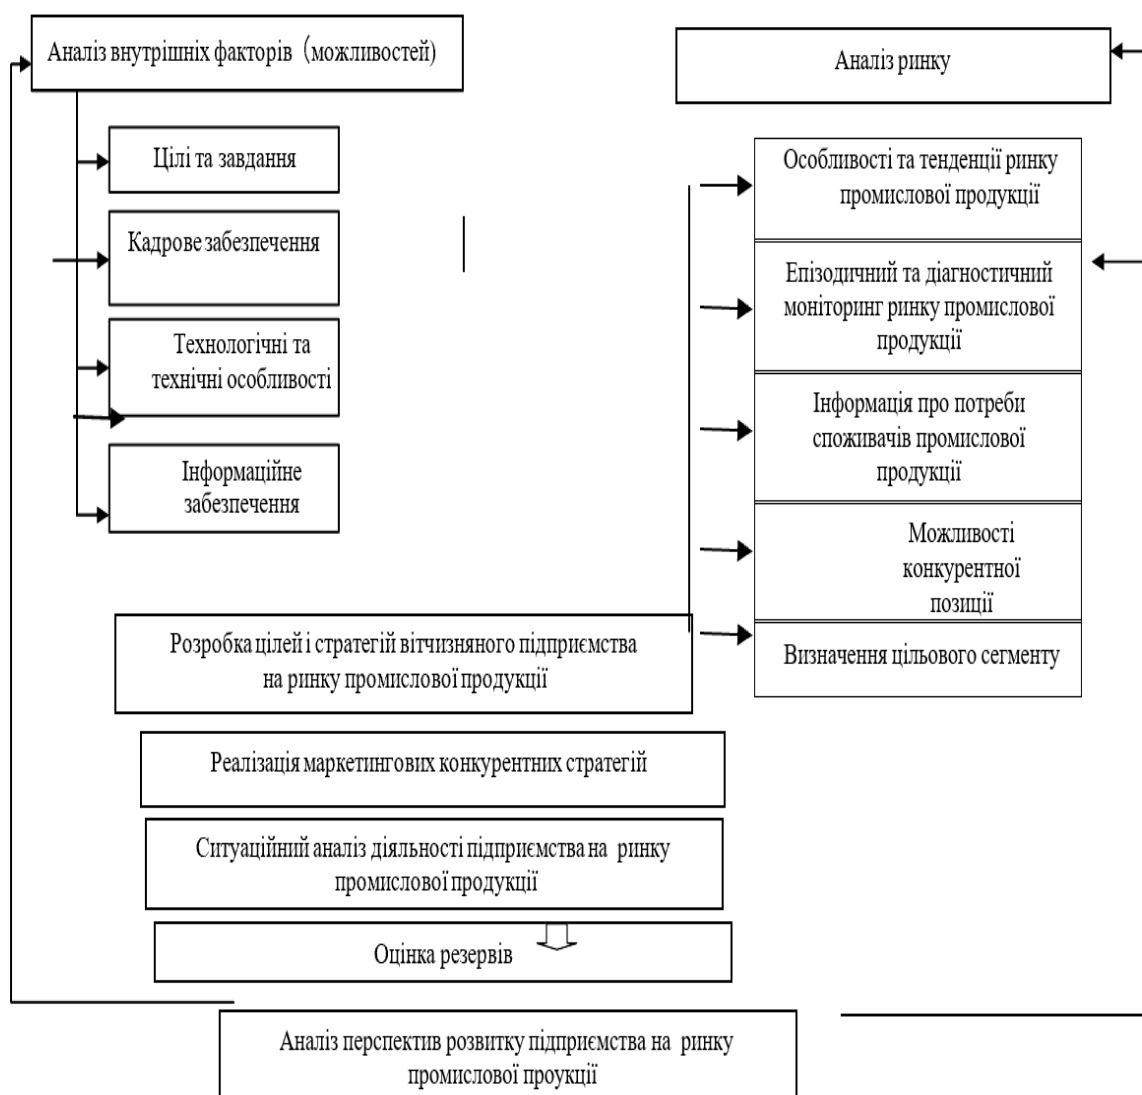 Аналіз внутрішніх факторів (можливостей)
Аналіз ринку
Цілі та завдання
Кадрове забезпечення
Технологічні та
технічні особливості
Інформаційне
забезпечення
Особливості та тенденції ринку
промислової продукції
Епізодичний та діагностичний
моніторинг ринку промислової
продукції
Інформація про потреби
споживачів промислової
продукції
Можливості
конкурентної
позиції
Визначення цільового сегменту
Розробка цілей і стратегій вітчизняного підприємства
на ринку промислової продукції
Реалізація маркетингових конкурентних стратегій
Ситуаційний аналіз діяльності підприємства на ринку
промислової продукції
Оцінка резервів
Аналіз перспектив розвитку підприємства на ринку
промислової проукції